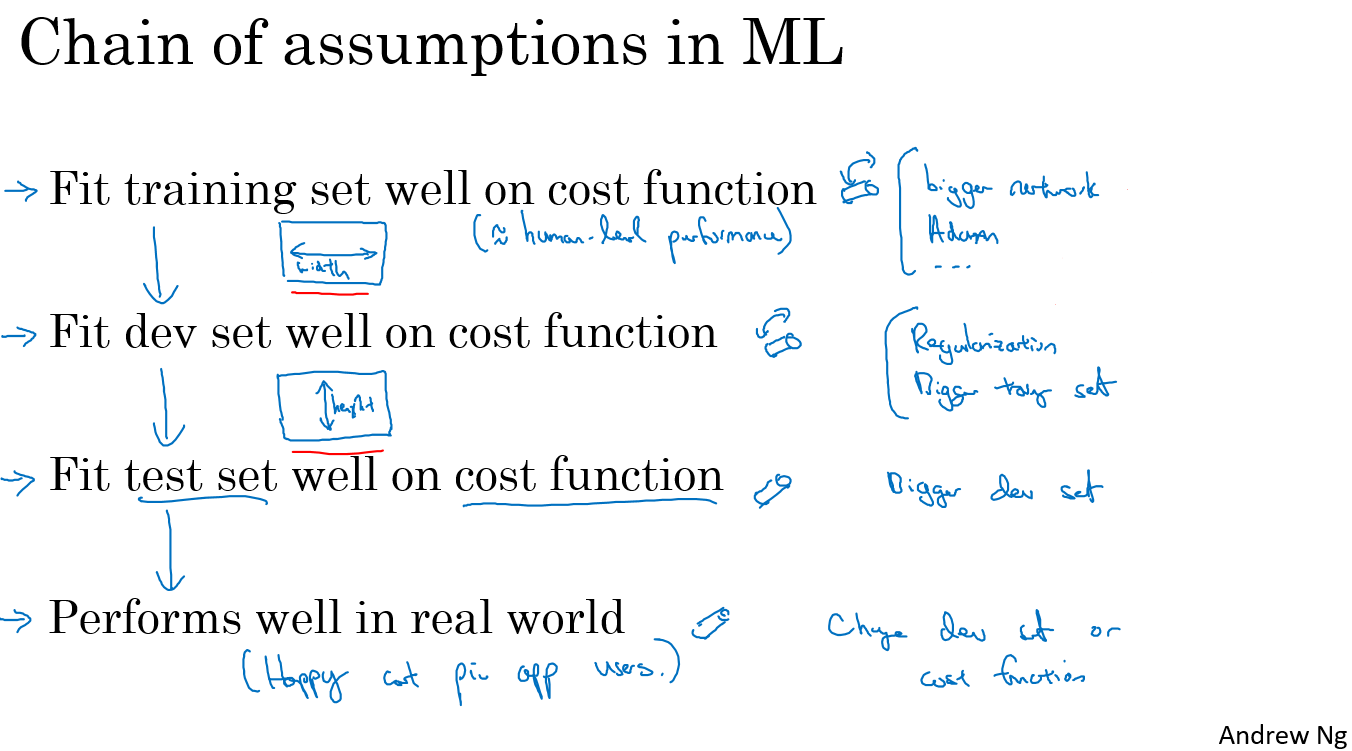 Chain of assumptions in ML
Fit training set well on cost function
bigger network
(≈ human-level performance)
Adam
...
width
Fit dev set well on cost function
Regularization
Bigger set
height
Fit test set well on cost function
Bigger dev set
Performs well in real world
Change dev set or
(Happy cat pic app users.)
cost function
Andrew Ng